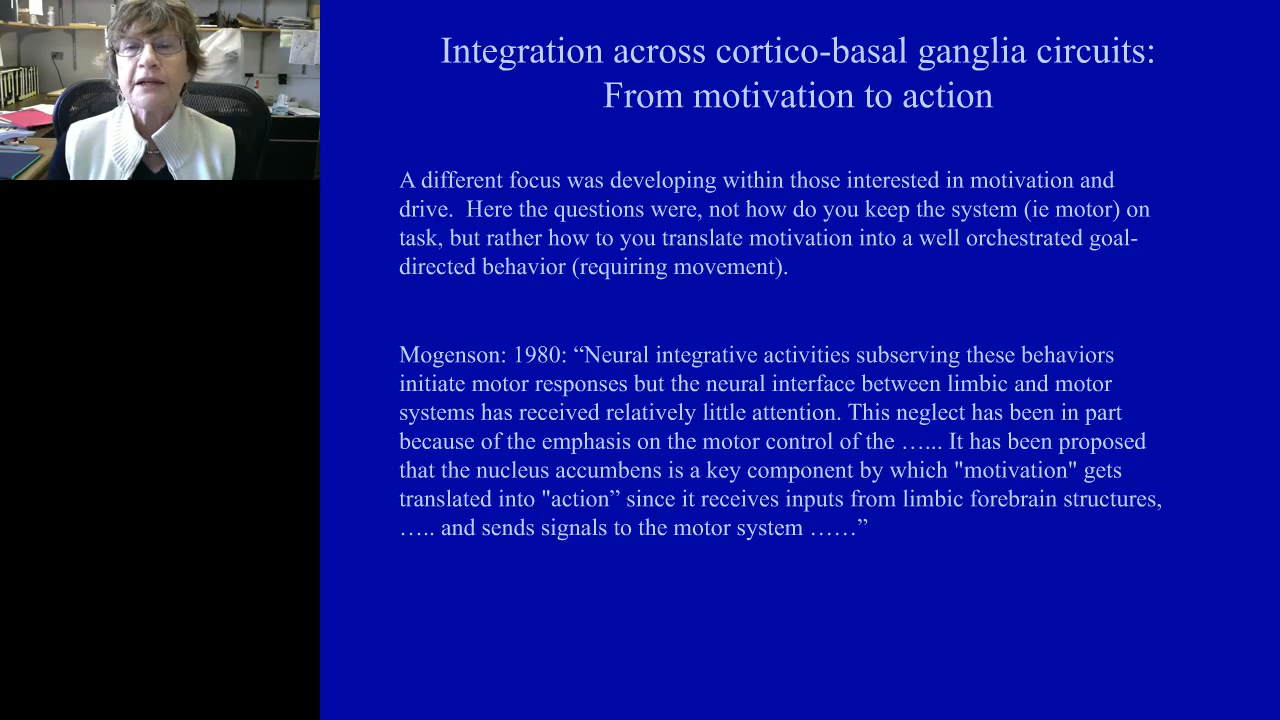 Integration across cortico-basal ganglia circuits:
From motivation to action
A different focus was developing within those interested in motivation and
drive.  Here the questions were, not how do you keep the system (ie motor) on
task, but rather how to you translate motivation into a well orchestrated goal-
directed behavior (requiring movement).
Mogenson: 1980: “Neural integrative activities subserving these behaviors
initiate motor responses but the neural interface between limbic and motor
systems has received relatively little attention. This neglect has been in part
because of the emphasis on the motor control of the …... It has been proposed
that the nucleus accumbens is a key component by which "motivation" gets
translated into "action” since it receives inputs from limbic forebrain structures,
….. and sends signals to the motor system ……”